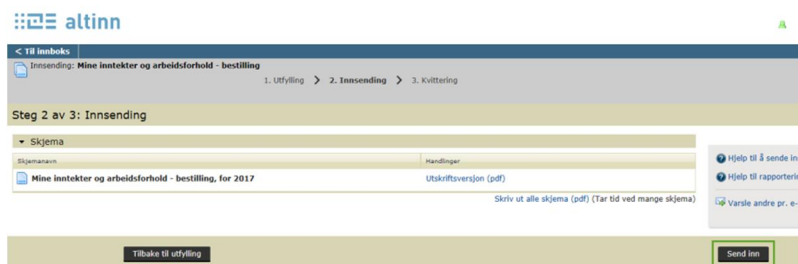 altinn
< Til innboks
Innsending: Mine inntekter og arbeidsforhold - bestilling
1. Utfylling 2. Innsending 3. Kvittering
Steg 2 av 3: Innsending
Skjema
Skjemanavn Handlinger
Mine inntekter og arbeidsforhold - bestilling, for 2017 Utskriftsversjon (pdf)
Skriv ut alle skjema (pdf) (Tar tid ved mange skjema)
Hjelp til å sende in
Hjelp til rapporterin
Varsle andre pr. e-
Tilbake til utfylling Send inn